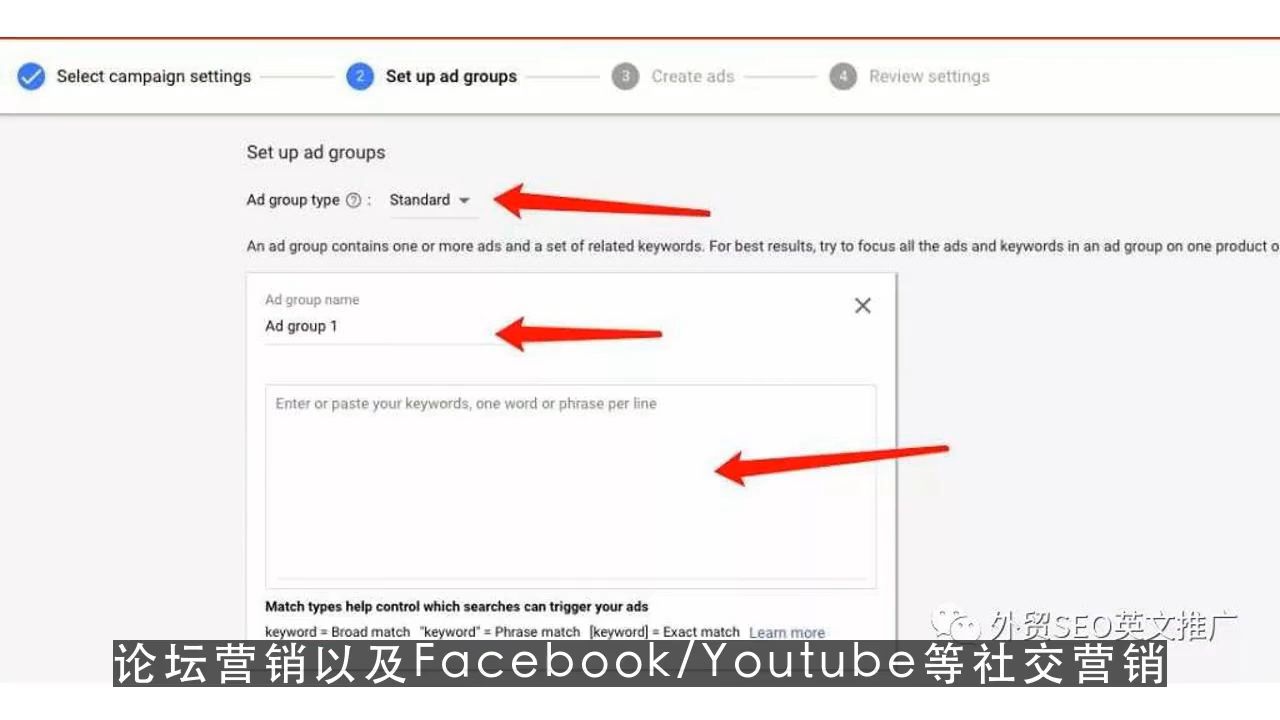 Select campaign settings 2 Set up ad groups 3 Create ads 4 Review settings
Set up ad groups
Ad group type ? : Standard
An ad group contains one or more ads and a set of related keywords. For best results, try to focus all the ads and keywords in an ad group on one product o
Ad group name
Ad group 1
Enter or paste your keywords, one word or phrase per line
Match types help control which searches can trigger your ads
keyword = Broad match "keyword" = Phrase match [keyword] = Exact match Learn more
外贸SEO英文推广
论坛营销以及Facebook/Youtube等社交营销